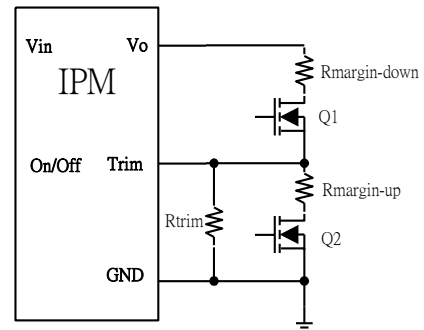 Vin
Vo
Rmargin-down
IPM
Q1
On/Off
Trim
Rmargin-up
Rtrim
Q2
GND